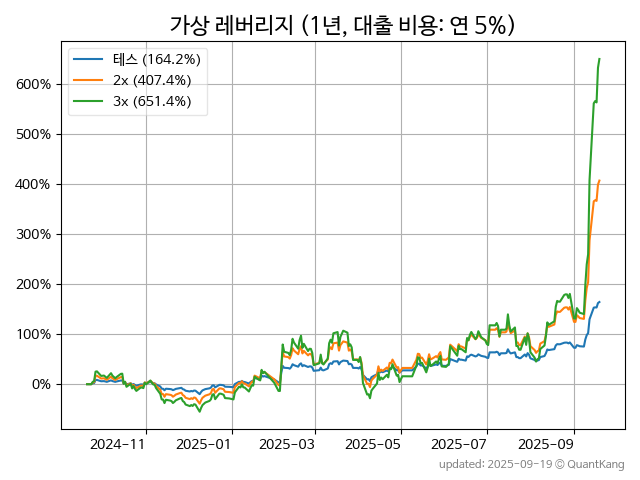 가상 레버리지 (1년, 대출 비용: 연 5%)
테스 (164.2%)
2x (407.4%)
3x (651.4%)
600%
500%
400%
300%
200%
100%
0%
2024-11
2025-01
2025-03
2025-05
2025-07
2025-09
updated: 2025-09-19 © QuantKang